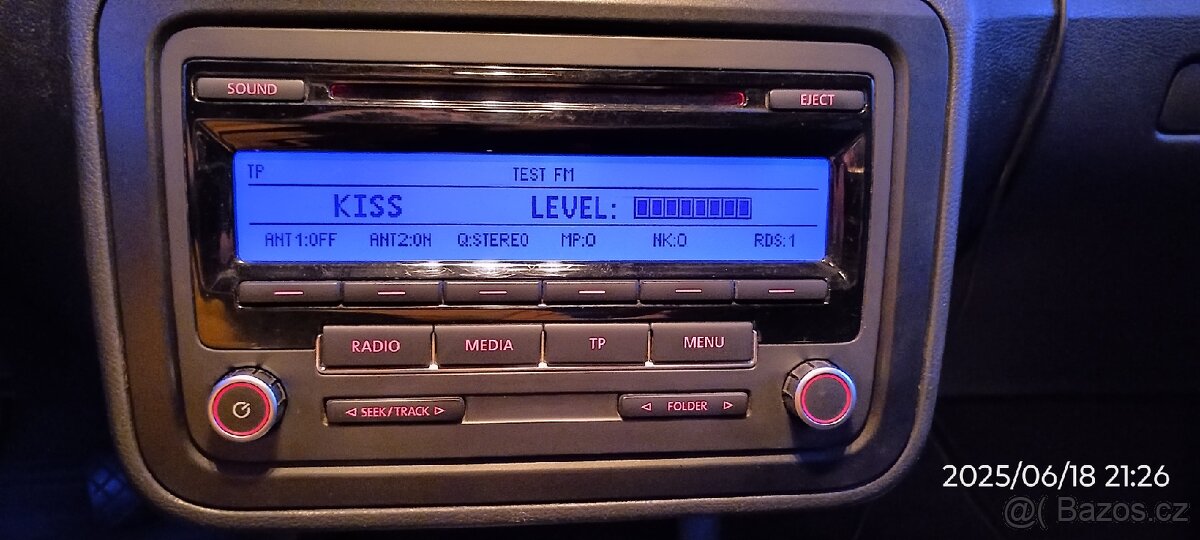 SOUND
EJECT
TP TEST FM
KISS LEVEL:
ANT1:OFF ANT2:ON Q:STEREO MP:0 NK:0 RDS:1
RADIO MEDIA TP MENU
◁ SEEK/TRACK ▷ ◁ FOLDER ▷
2025/06/18 21:26
@( Bazos.cz